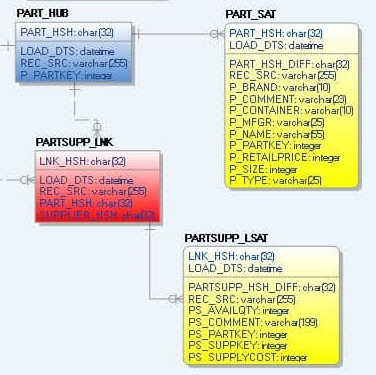 PART_HUB
PART_HSH: char(32)
LOAD_DTS: datetime
REC_SRC: varchar(255)
P_PARTKEY: integer
PART_SAT
PART_HSH: char(32)
LOAD_DTS: datetime
PART_HSH_DIFF: char(32)
REC_SRC: varchar(255)
P_BRAND: varchar(10)
P_COMMENT: varchar(23)
P_CONTAINER: varchar(10)
P_MFGR: varchar(25)
P_NAME: varchar(55)
P_PARTKEY: integer
P_RETAILPRICE: integer
P_SIZE: integer
P_TYPE: varchar(25)
PARTSUPP_LNK
LNK_HSH: char(32)
LOAD_DTS: datetime
REC_SRC: varchar(255)
PART_HSH: char(32)
SUPPLIER_HSH: char(32)
PARTSUPP_LSAT
LNK_HSH: char(32)
LOAD_DTS: datetime
PARTSUPP_HSH_DIFF: char(32)
REC_SRC: varchar(255)
PS_AVAILQTY: integer
PS_COMMENT: varchar(199)
PS_PARTKEY: integer
PS_SUPPKEY: integer
PS_SUPPLYCOST: integer